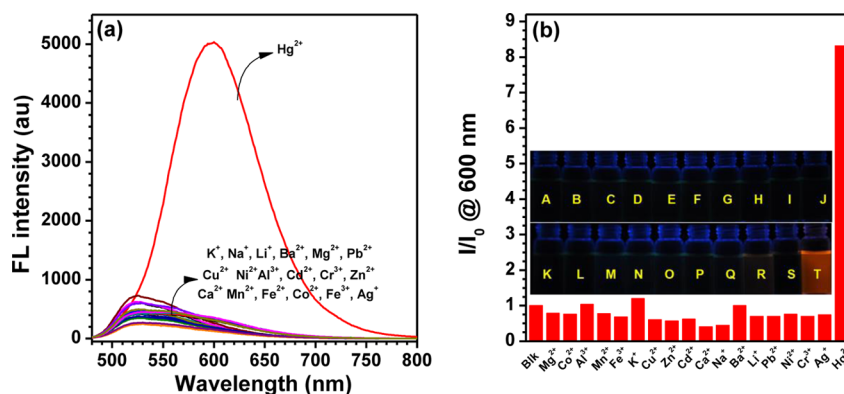 (a)
FL intensity (au)
5000
4000
3000
2000
1000
0
Hg²⁺
K⁺, Na⁺, Li⁺, Ba²⁺, Mg²⁺, Pb²⁺
Cu²⁺ Ni²⁺Al³⁺, Cd²⁺, Cr³⁺, Zn²⁺
Ca²⁺ Mn²⁺, Fe²⁺, Co²⁺, Fe³⁺, Ag⁺
500 550 600 650 700 750 800
Wavelength (nm)
(b)
I/I₀ @ 600 nm
9
8
7
6
5
4
3
2
1
0
A B C D E F G H I J
K L M N O P Q R S T
Blk Mg²⁺ Co²⁺ Al³⁺ Mn²⁺ Fe³⁺ K⁺ Cu²⁺ Zn²⁺ Cd²⁺ Ca²⁺ Na⁺ Ba²⁺ Li⁺ Pb²⁺ Ni²⁺ Cr³⁺ Ag⁺